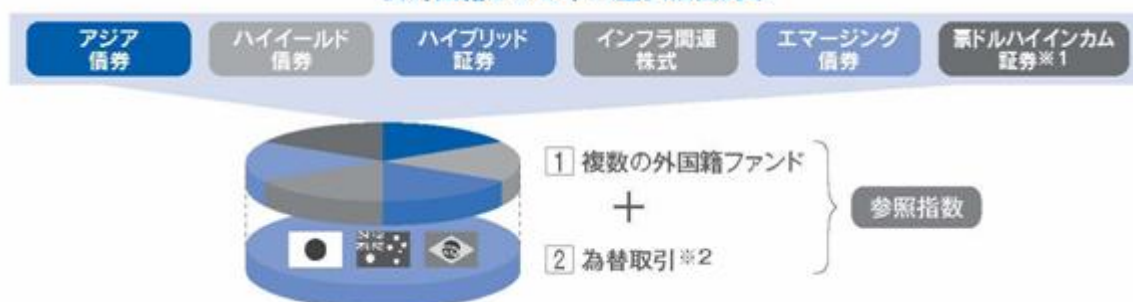 アジア
債券
ハイイールド
債券
ハイブリッド
証券
インフラ関連
株式
エマージング
債券
豪ドルハイインカム
証券※1
1 複数の外国籍ファンド
+
2 為替取引※2
参照指数